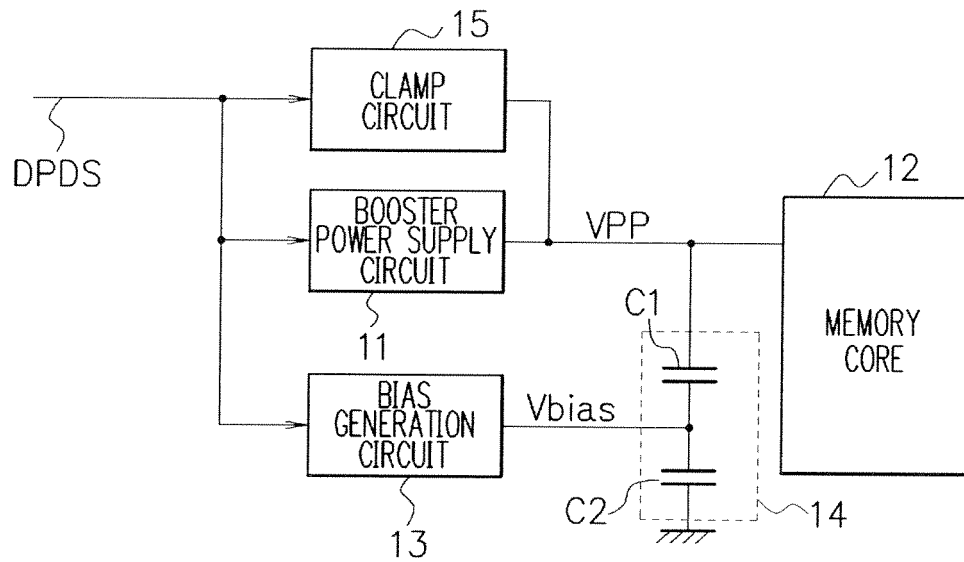 15
CLAMP
CIRCUIT
DPDS
12
BOOSTER
POWER SUPPLY
CIRCUIT
VPP
11
C1
MEMORY
CORE
BIAS
GENERATION
CIRCUIT
Vbias
13
C2
14